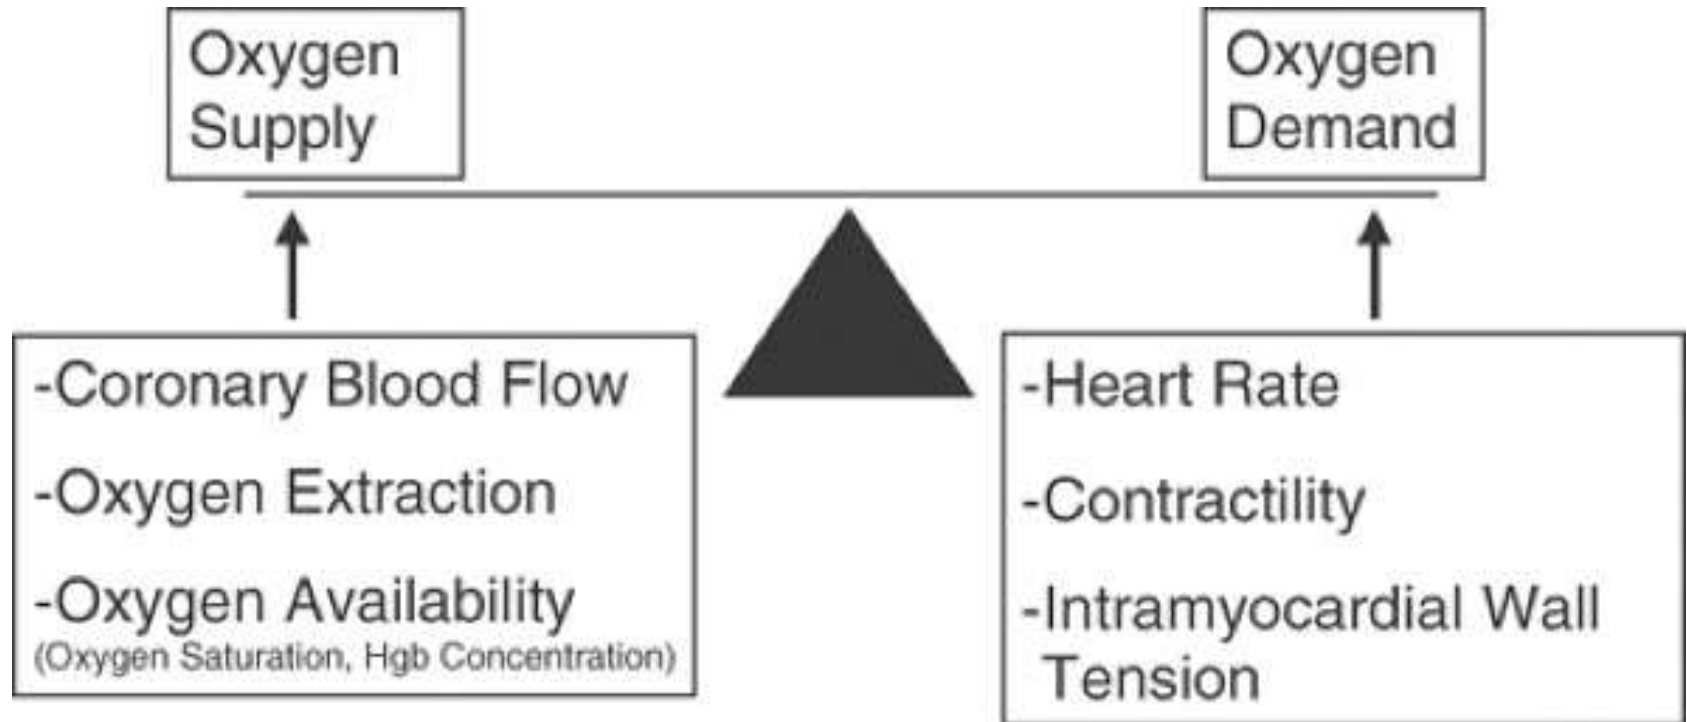 Oxygen
Supply
Oxygen
Demand
-Coronary Blood Flow
-Oxygen Extraction
-Oxygen Availability
(Oxygen Saturation, Hgb Concentration)
-Heart Rate
-Contractility
-Intramyocardial Wall
Tension